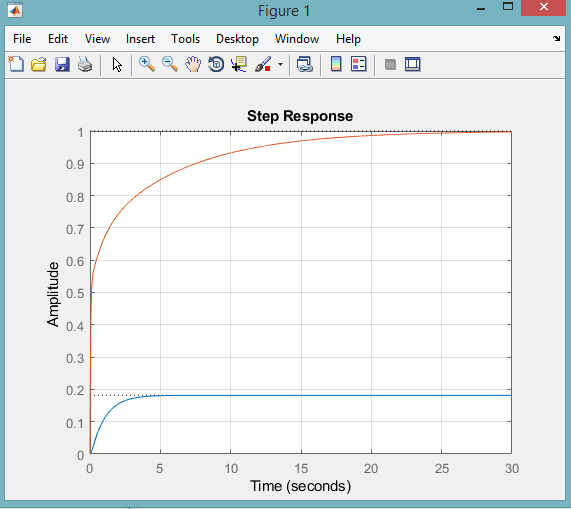 Figure 1
File Edit View Insert Tools Desktop Window Help
Step Response
1
0.9
0.8
0.7
0.6
0.5
0.4
0.3
0.2
0.1
0
Amplitude
0 5 10 15 20 25 30
Time (seconds)